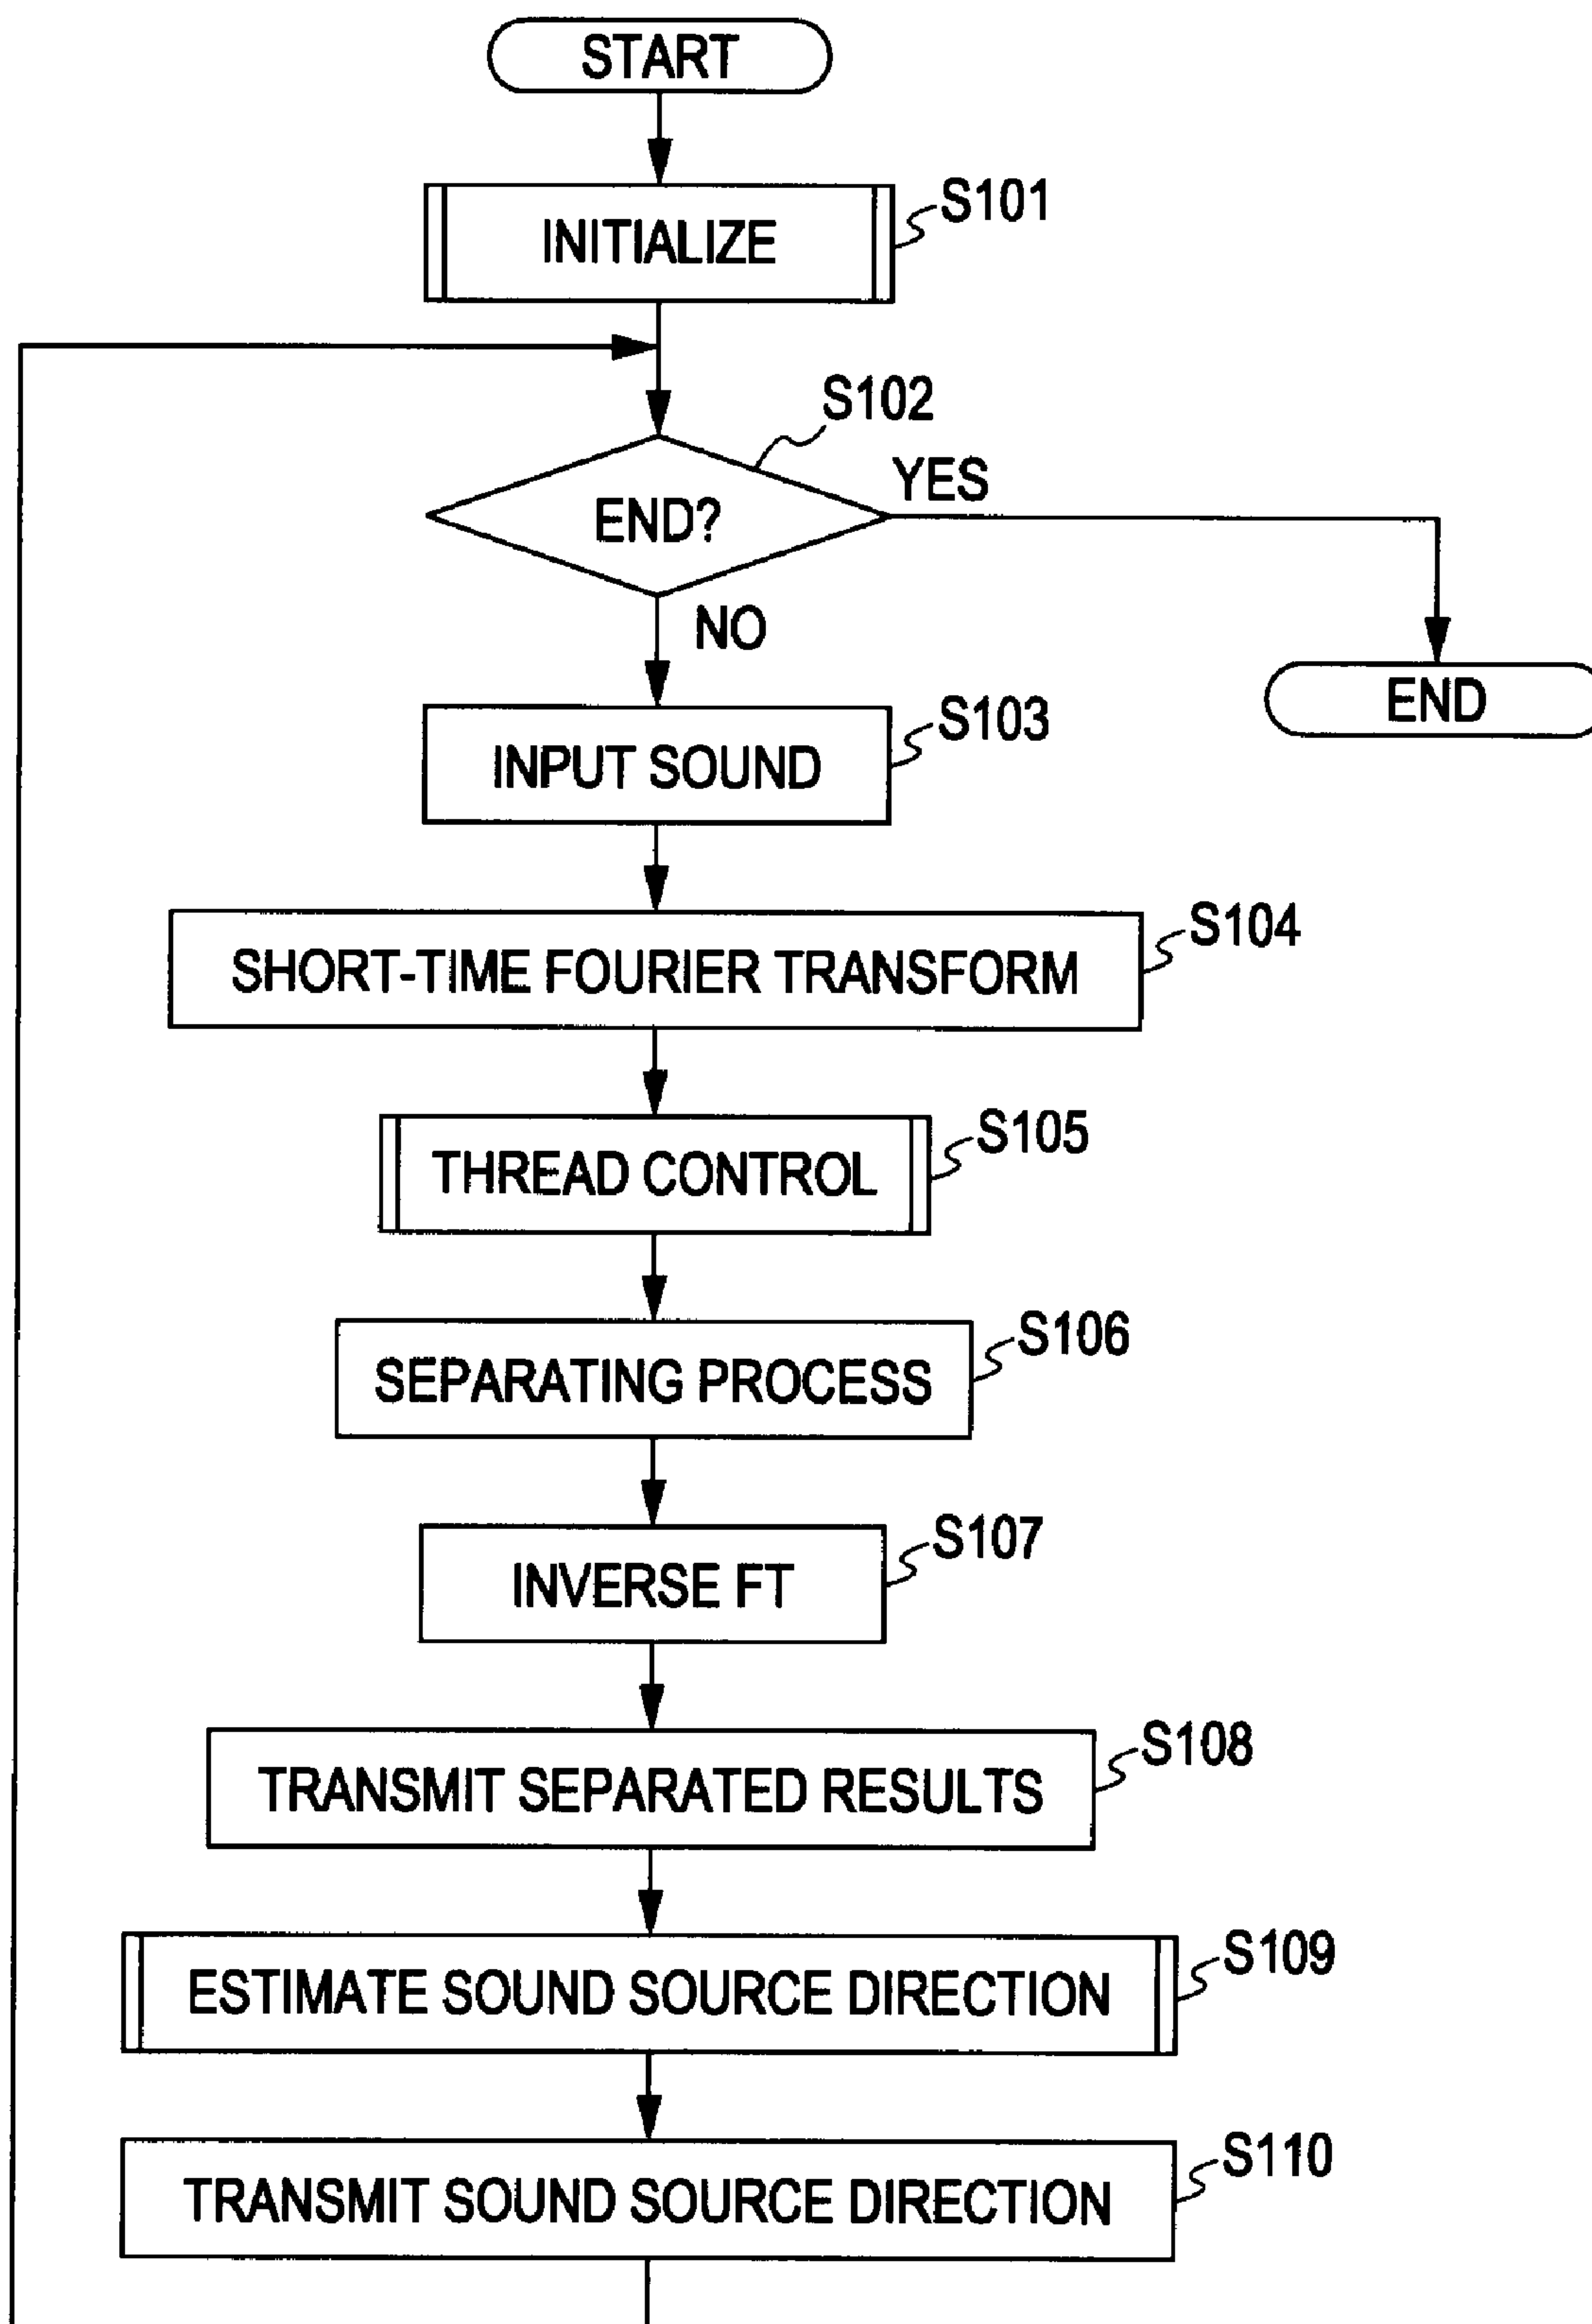 START
INITIALIZE
S101
S102
END?
YES
NO
END
INPUT SOUND
S103
SHORT-TIME FOURIER TRANSFORM
S104
THREAD CONTROL
S105
SEPARATING PROCESS
S106
INVERSE FT
S107
TRANSMIT SEPARATED RESULTS
S108
ESTIMATE SOUND SOURCE DIRECTION
S109
TRANSMIT SOUND SOURCE DIRECTION
S110